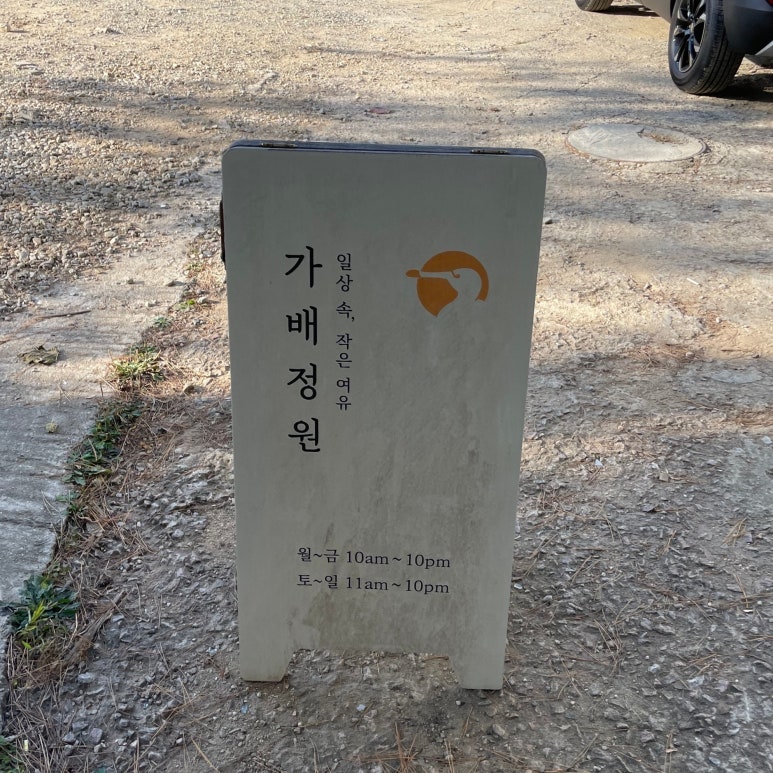 가배정원
일상 속, 작은 여유
월~금 10am~10pm
토~일 11am~10pm